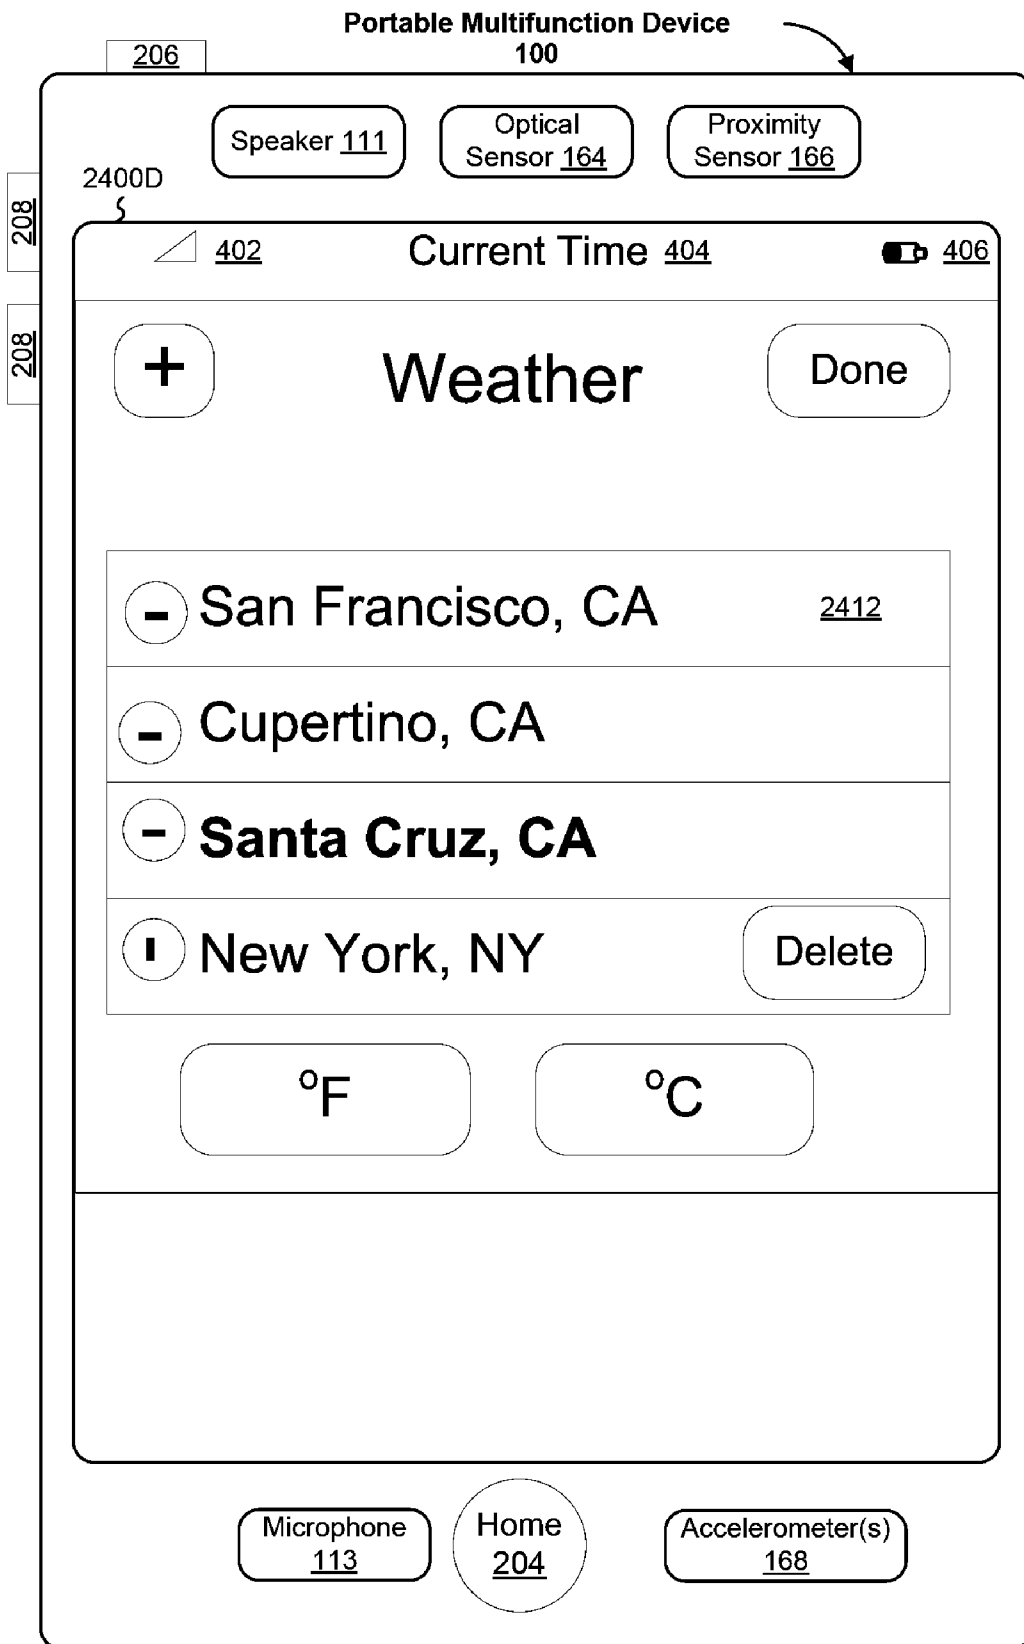 Portable Multifunction Device
100
206
Speaker 111
Optical
Sensor 164
Proximity
Sensor 166
2400D
208
208
402
Current Time 404
406
+
Weather
Done
- San Francisco, CA
2412
- Cupertino, CA
- Santa Cruz, CA
New York, NY
Delete
°F
°C
Microphone
113
Home
204
Accelerometer(s)
168